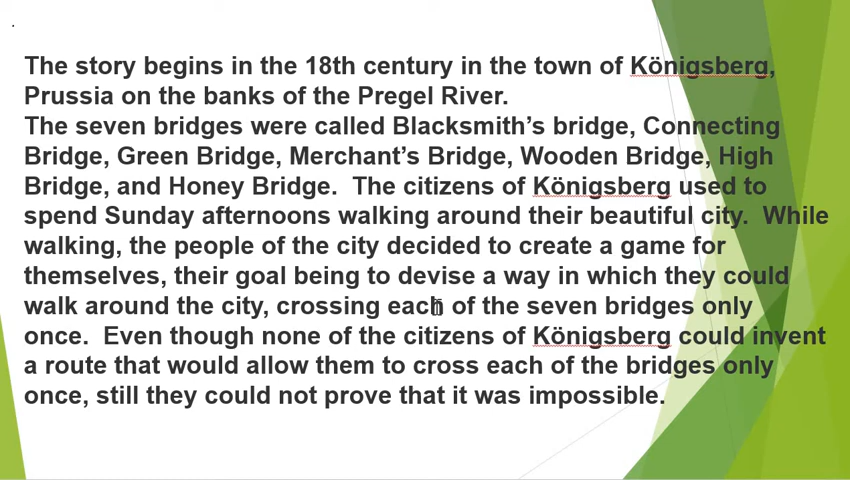 The story begins in the 18th century in the town of Königsberg,
Prussia on the banks of the Pregel River.
The seven bridges were called Blacksmith’s bridge, Connecting
Bridge, Green Bridge, Merchant’s Bridge, Wooden Bridge, High
Bridge, and Honey Bridge.  The citizens of Königsberg used to
spend Sunday afternoons walking around their beautiful city.  While
walking, the people of the city decided to create a game for
themselves, their goal being to devise a way in which they could
walk around the city, crossing each of the seven bridges only
once.  Even though none of the citizens of Königsberg could invent
a route that would allow them to cross each of the bridges only
once, still they could not prove that it was impossible.